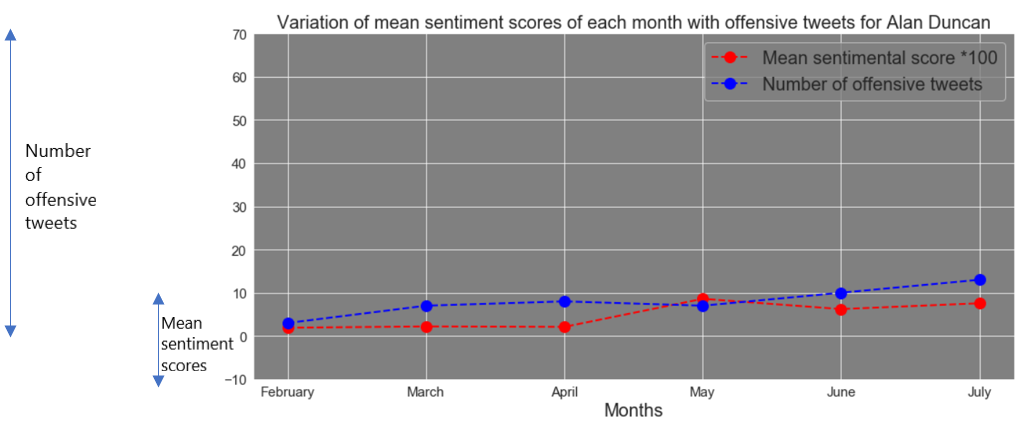 Variation of mean sentiment scores of each month with offensive tweets for Alan Duncan
70
60
50
40
30
20
10
0
−10
Mean sentimental score *100
Number of offensive tweets
Number
of
offensive
tweets
Mean
sentiment
scores
February March April May June July
Months